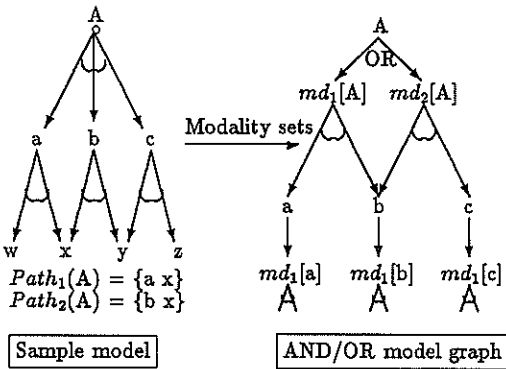 A
a b c
w x y z
Path₁(A) = {a x}
Path₂(A) = {b x}
Sample model
Modality sets
A
OR
md₁[A] md₂[A]
a b c
md₁[a] md₁[b] md₁[c]
AND/OR model graph